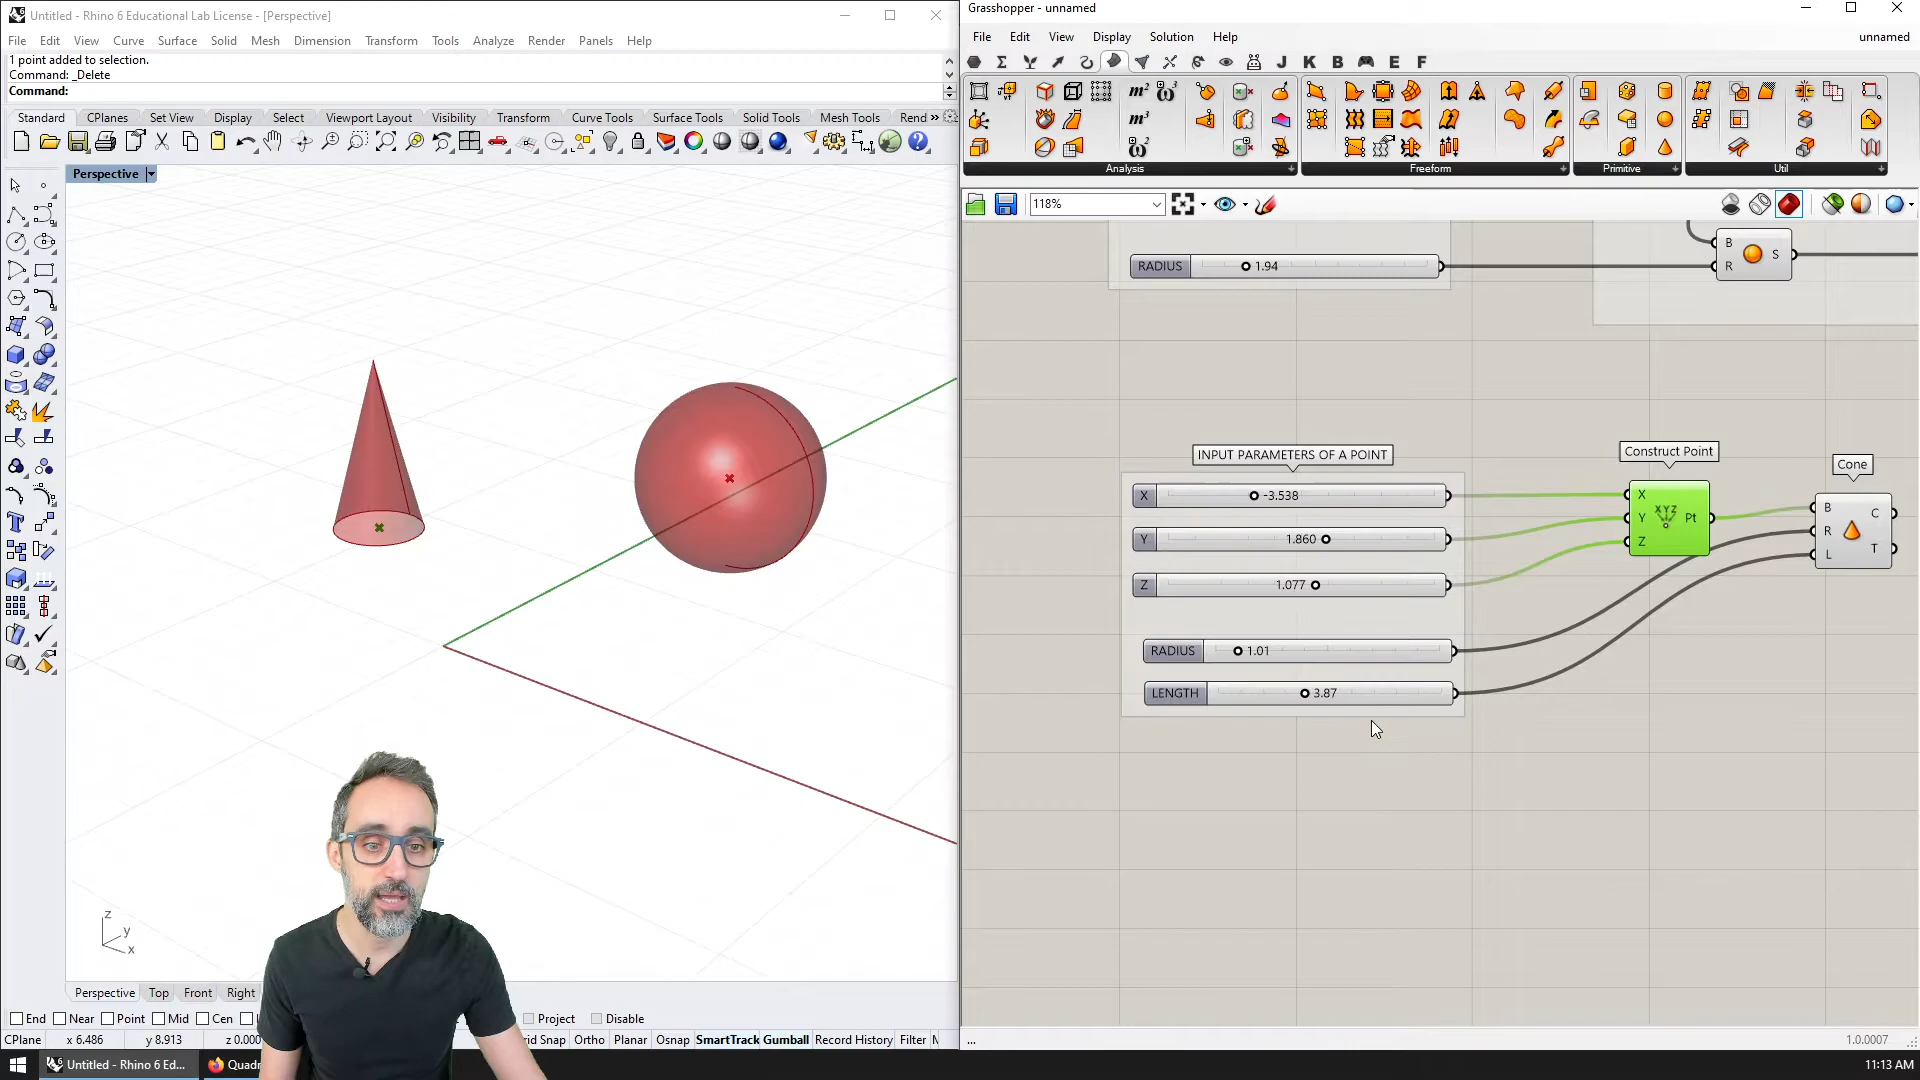 Untitled - Rhino 6 Educational Lab License - [Perspective]
File Edit View Curve Surface Solid Mesh Dimension Transform Tools Analyze Render Panels Help
1 point added to selection.
Command: _Delete
Command:
Standard CPlanes Set View Display Select Viewport Layout Visibility Transform Curve Tools Surface Tools Solid Tools Mesh Tools Rend »
Perspective
z
y
x
Perspective Top Front Right
End Near Point Mid Cen Project Disable
CPlane x 6.486 y 8.913 z 0.000 rid Snap Ortho Planar Osnap SmartTrack Gumball Record History Filter M
Untitled - Rhino 6 Ed... Quadr
11:13 AM
Grasshopper - unnamed
File Edit View Display Solution Help
unnamed
J K B E F
m² m³
Analysis Freeform Primitive Util
118%
RADIUS 1.94
B
R
S
INPUT PARAMETERS OF A POINT
X -3.538
Y 1.860
Z 1.077
RADIUS 1.01
LENGTH 3.87
Construct Point
X
Y
Z
XYZ
Pt
Cone
B
R
L
C
T
...
1.0.0007